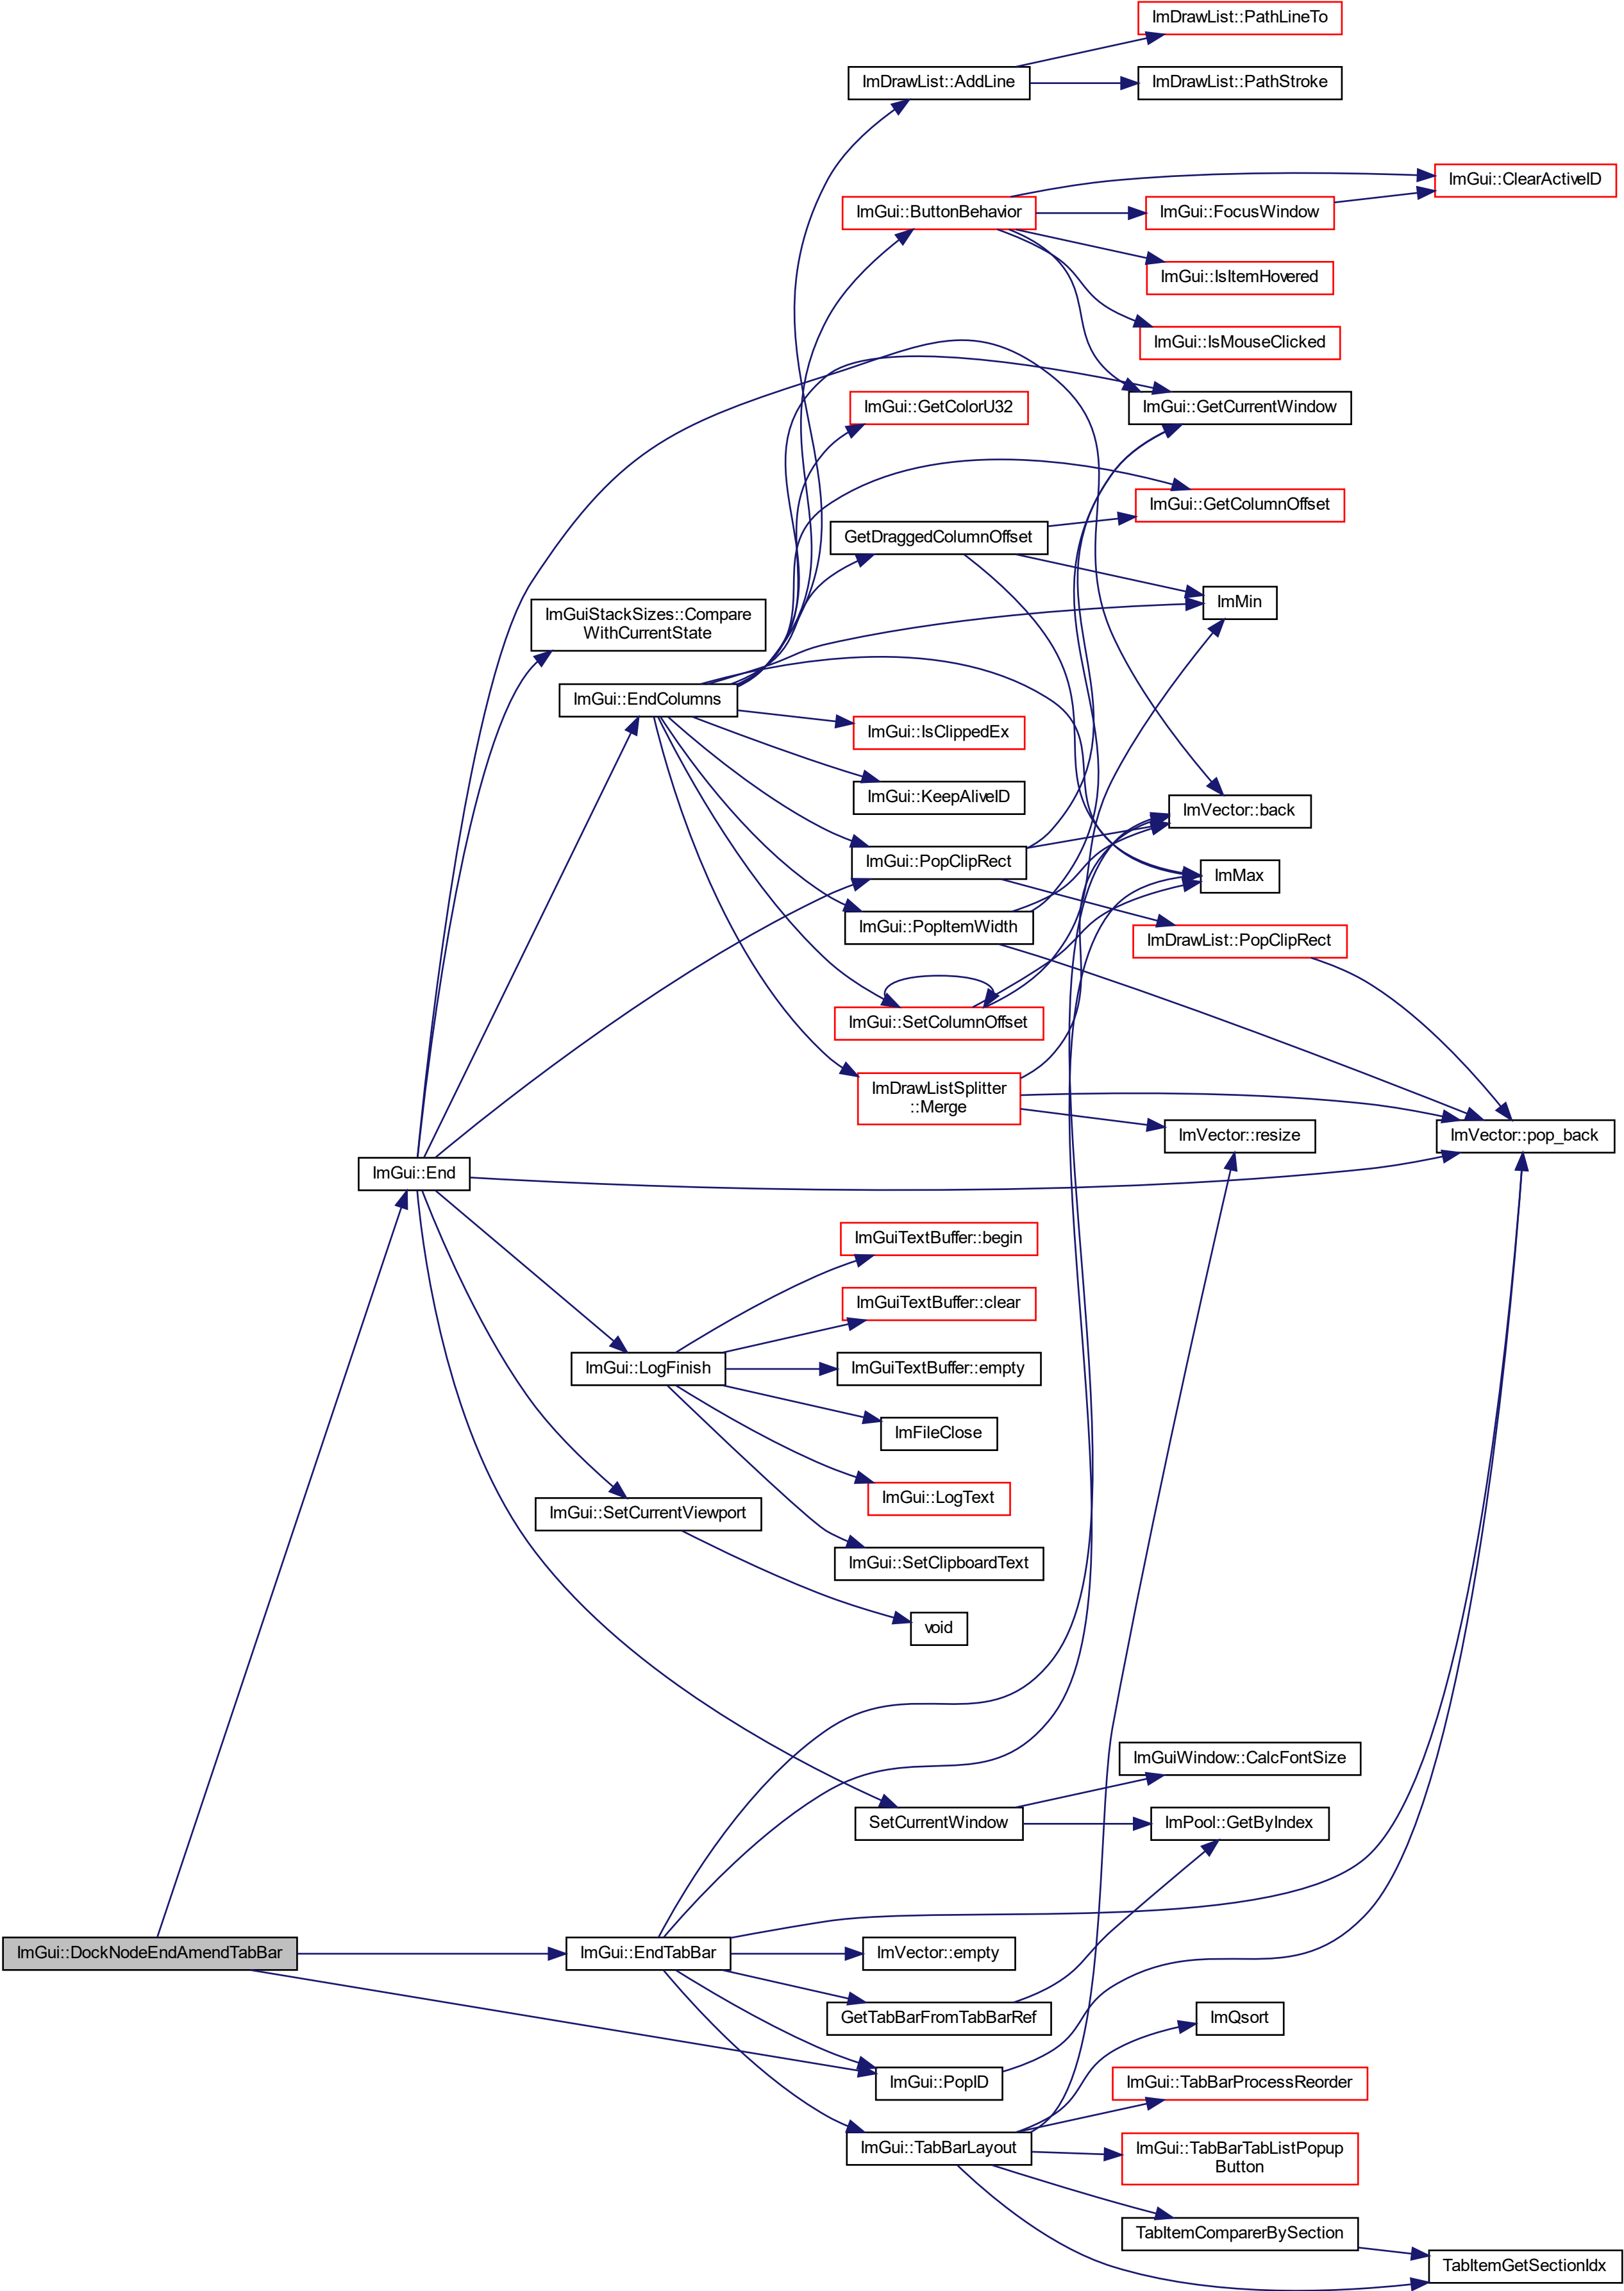 ImDrawList::PathLineTo
ImDrawList::AddLine
ImDrawList::PathStroke
ImGui::ClearActiveID
ImGui::ButtonBehavior
ImGui::FocusWindow
ImGui::IsItemHovered
ImGui::IsMouseClicked
ImGui::GetColorU32
ImGui::GetCurrentWindow
ImGui::GetColumnOffset
GetDraggedColumnOffset
ImMin
ImGuiStackSizes::Compare
WithCurrentState
ImGui::EndColumns
ImGui::IsClippedEx
ImGui::KeepAliveID
ImVector::back
ImGui::PopClipRect
ImMax
ImGui::PopItemWidth
ImDrawList::PopClipRect
ImGui::SetColumnOffset
ImDrawListSplitter
::Merge
ImVector::resize
ImVector::pop_back
ImGui::End
ImGuiTextBuffer::begin
ImGuiTextBuffer::clear
ImGui::LogFinish
ImGuiTextBuffer::empty
ImFileClose
ImGui::LogText
ImGui::SetCurrentViewport
ImGui::SetClipboardText
void
ImGuiWindow::CalcFontSize
SetCurrentWindow
ImPool::GetByIndex
ImGui::DockNodeEndAmendTabBar
ImGui::EndTabBar
ImVector::empty
GetTabBarFromTabBarRef
ImQsort
ImGui::PopID
ImGui::TabBarProcessReorder
ImGui::TabBarLayout
ImGui::TabBarTabListPopup
Button
TabItemComparerBySection
TabItemGetSectionIdx